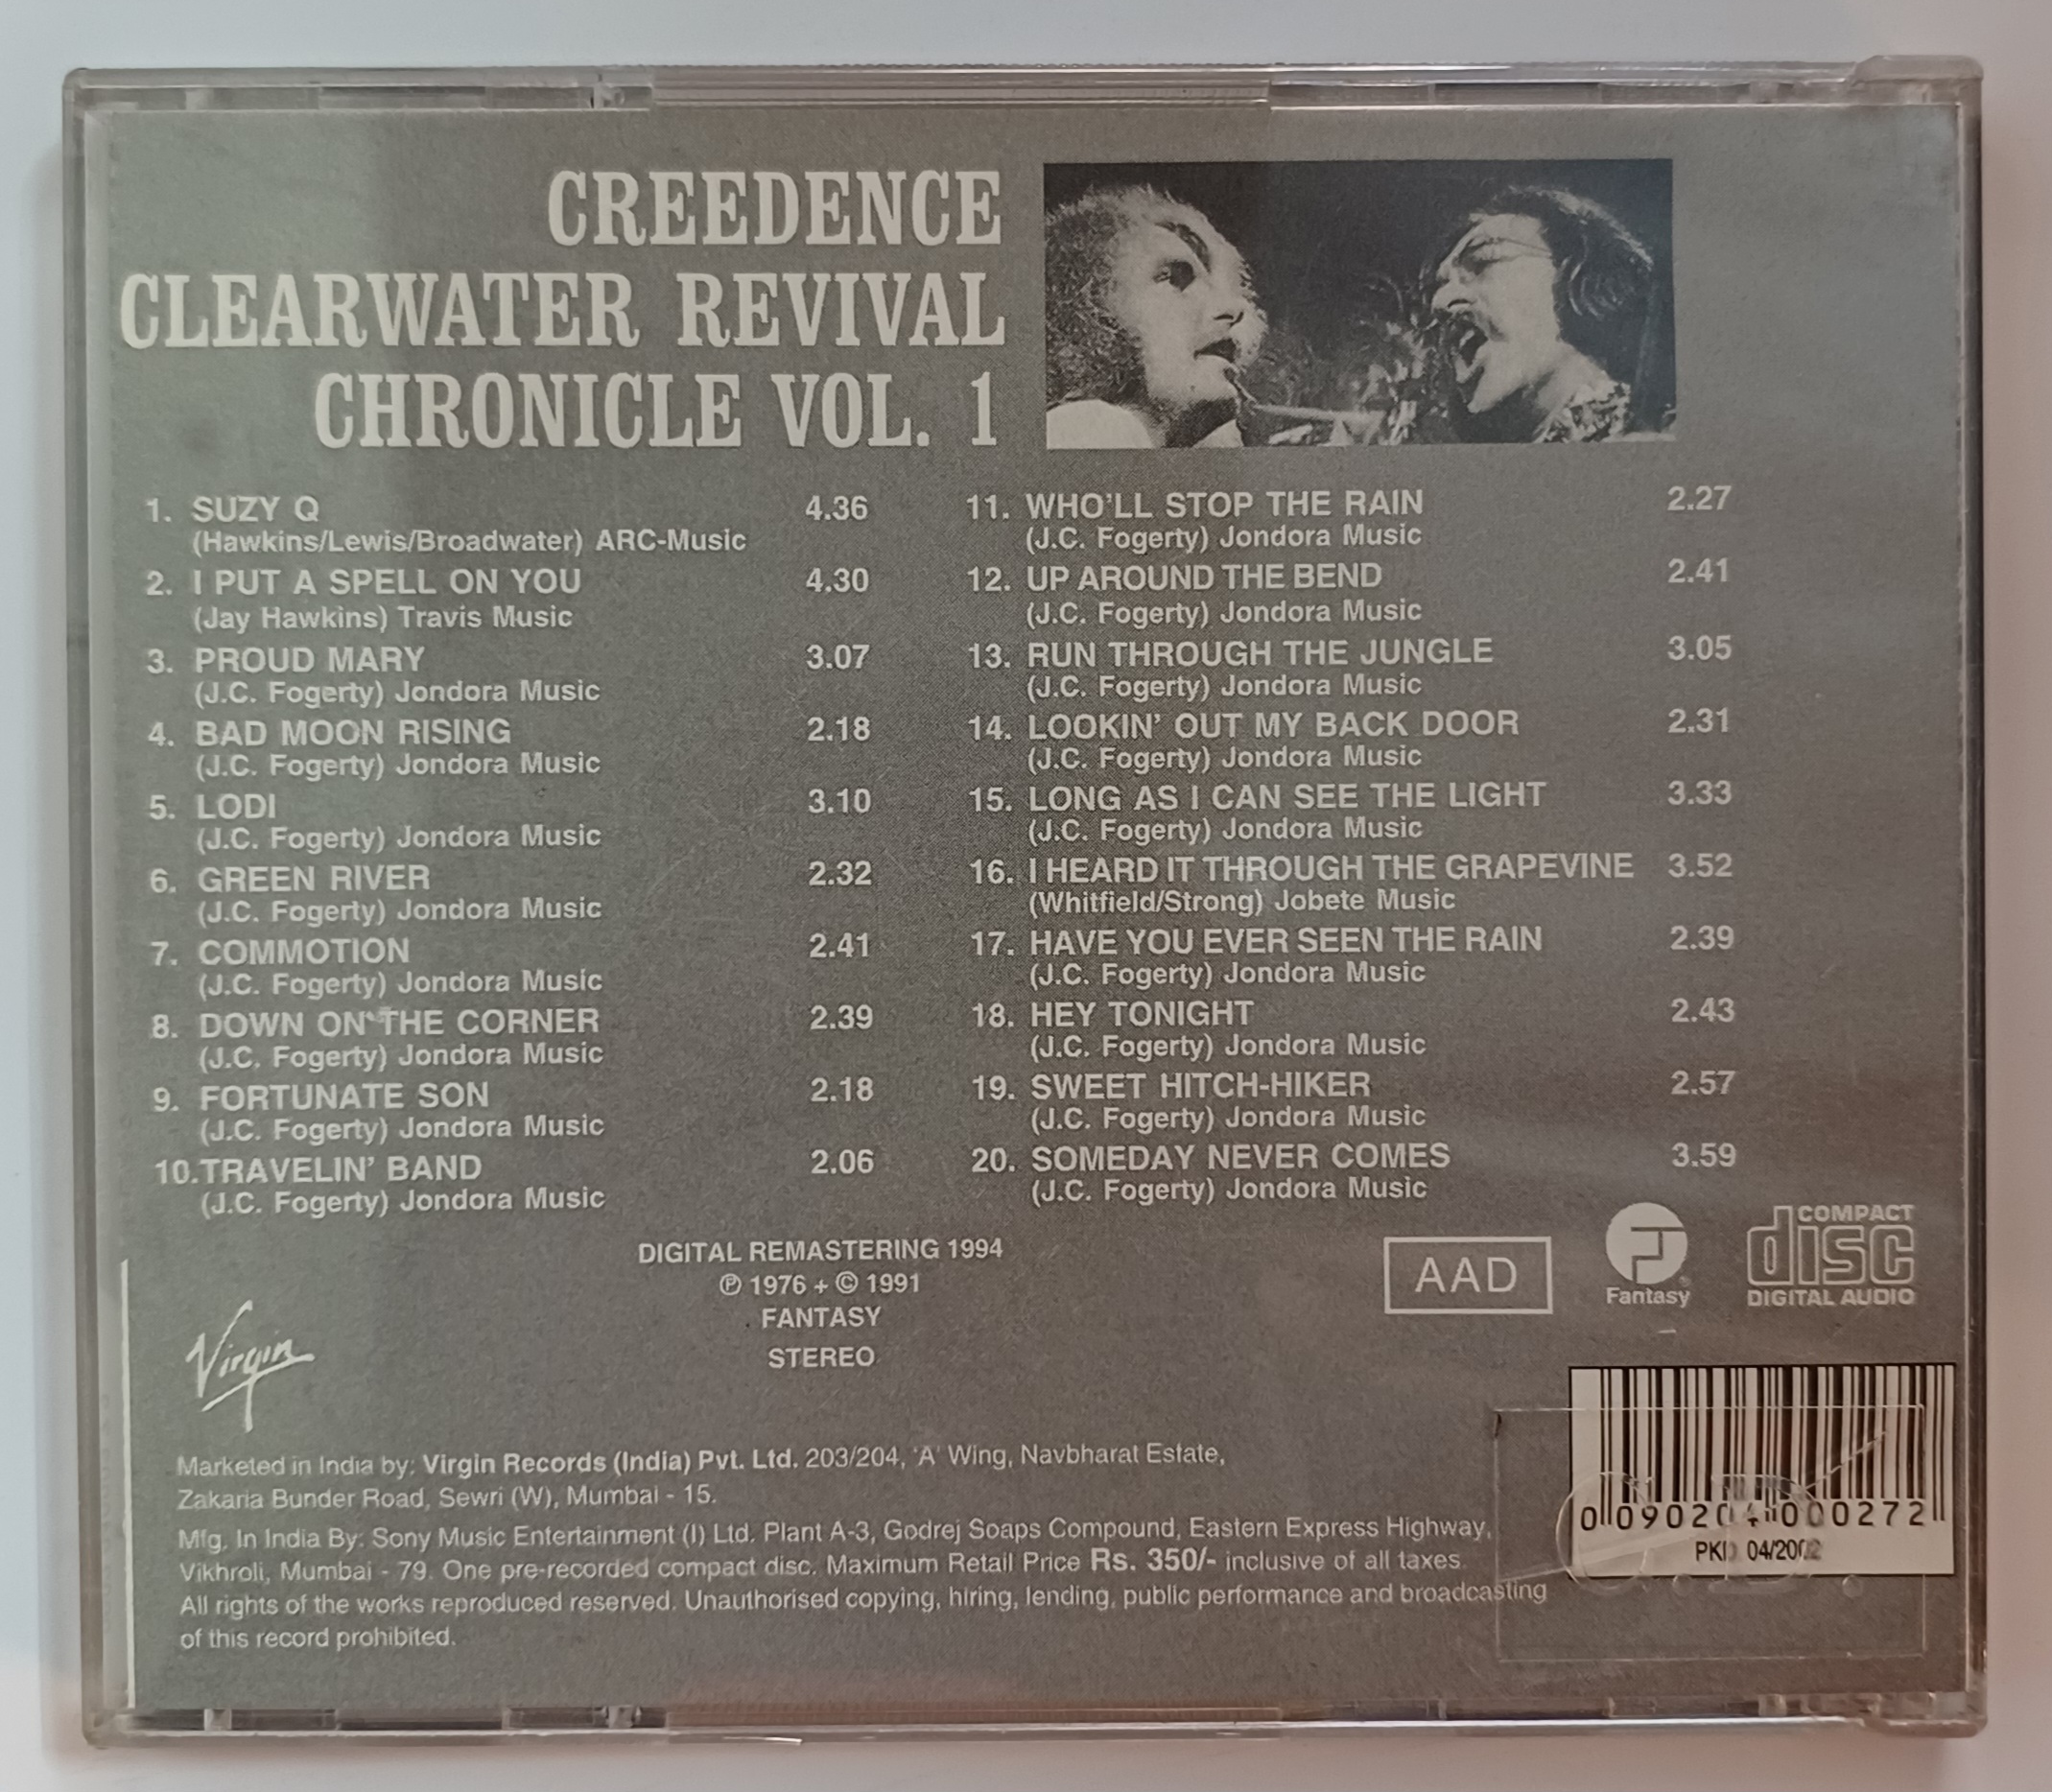 CREEDENCE
CLEARWATER REVIVAL
CHRONICLE VOL. 1
1. SUZY Q 4.36
(Hawkins/Lewis/Broadwater) ARC-Music
2. I PUT A SPELL ON YOU 4.30
(Jay Hawkins) Travis Music
3. PROUD MARY 3.07
(J.C. Fogerty) Jondora Music
4. BAD MOON RISING 2.18
(J.C. Fogerty) Jondora Music
5. LODI 3.10
(J.C. Fogerty) Jondora Music
6. GREEN RIVER 2.32
(J.C. Fogerty) Jondora Music
7. COMMOTION 2.41
(J.C. Fogerty) Jondora Music
8. DOWN ON THE CORNER 2.39
(J.C. Fogerty) Jondora Music
9. FORTUNATE SON 2.18
(J.C. Fogerty) Jondora Music
10. TRAVELIN' BAND 2.06
(J.C. Fogerty) Jondora Music
11. WHO'LL STOP THE RAIN 2.27
(J.C. Fogerty) Jondora Music
12. UP AROUND THE BEND 2.41
(J.C. Fogerty) Jondora Music
13. RUN THROUGH THE JUNGLE 3.05
(J.C. Fogerty) Jondora Music
14. LOOKIN' OUT MY BACK DOOR 2.31
(J.C. Fogerty) Jondora Music
15. LONG AS I CAN SEE THE LIGHT 3.33
(J.C. Fogerty) Jondora Music
16. I HEARD IT THROUGH THE GRAPEVINE 3.52
(Whitfield/Strong) Jobete Music
17. HAVE YOU EVER SEEN THE RAIN 2.39
(J.C. Fogerty) Jondora Music
18. HEY TONIGHT 2.43
(J.C. Fogerty) Jondora Music
19. SWEET HITCH-HIKER 2.57
(J.C. Fogerty) Jondora Music
20. SOMEDAY NEVER COMES 3.59
(J.C. Fogerty) Jondora Music
DIGITAL REMASTERING 1994
℗ 1976 + © 1991
FANTASY
STEREO
AAD
Fantasy
COMPACT
disc
DIGITAL AUDIO
Virgin
Marketed in India by: Virgin Records (India) Pvt. Ltd. 203/204, 'A' Wing, Navbharat Estate,
Zakaria Bunder Road, Sewri (W), Mumbai - 15.
Mfg. In India By: Sony Music Entertainment (I) Ltd. Plant A-3, Godrej Soaps Compound, Eastern Express Highway,
Vikhroli, Mumbai - 79. One pre-recorded compact disc. Maximum Retail Price Rs. 350/- inclusive of all taxes.
All rights of the works reproduced reserved. Unauthorised copying, hiring, lending, public performance and broadcasting
of this record prohibited.
0 090204 000272
PKD 04/2002